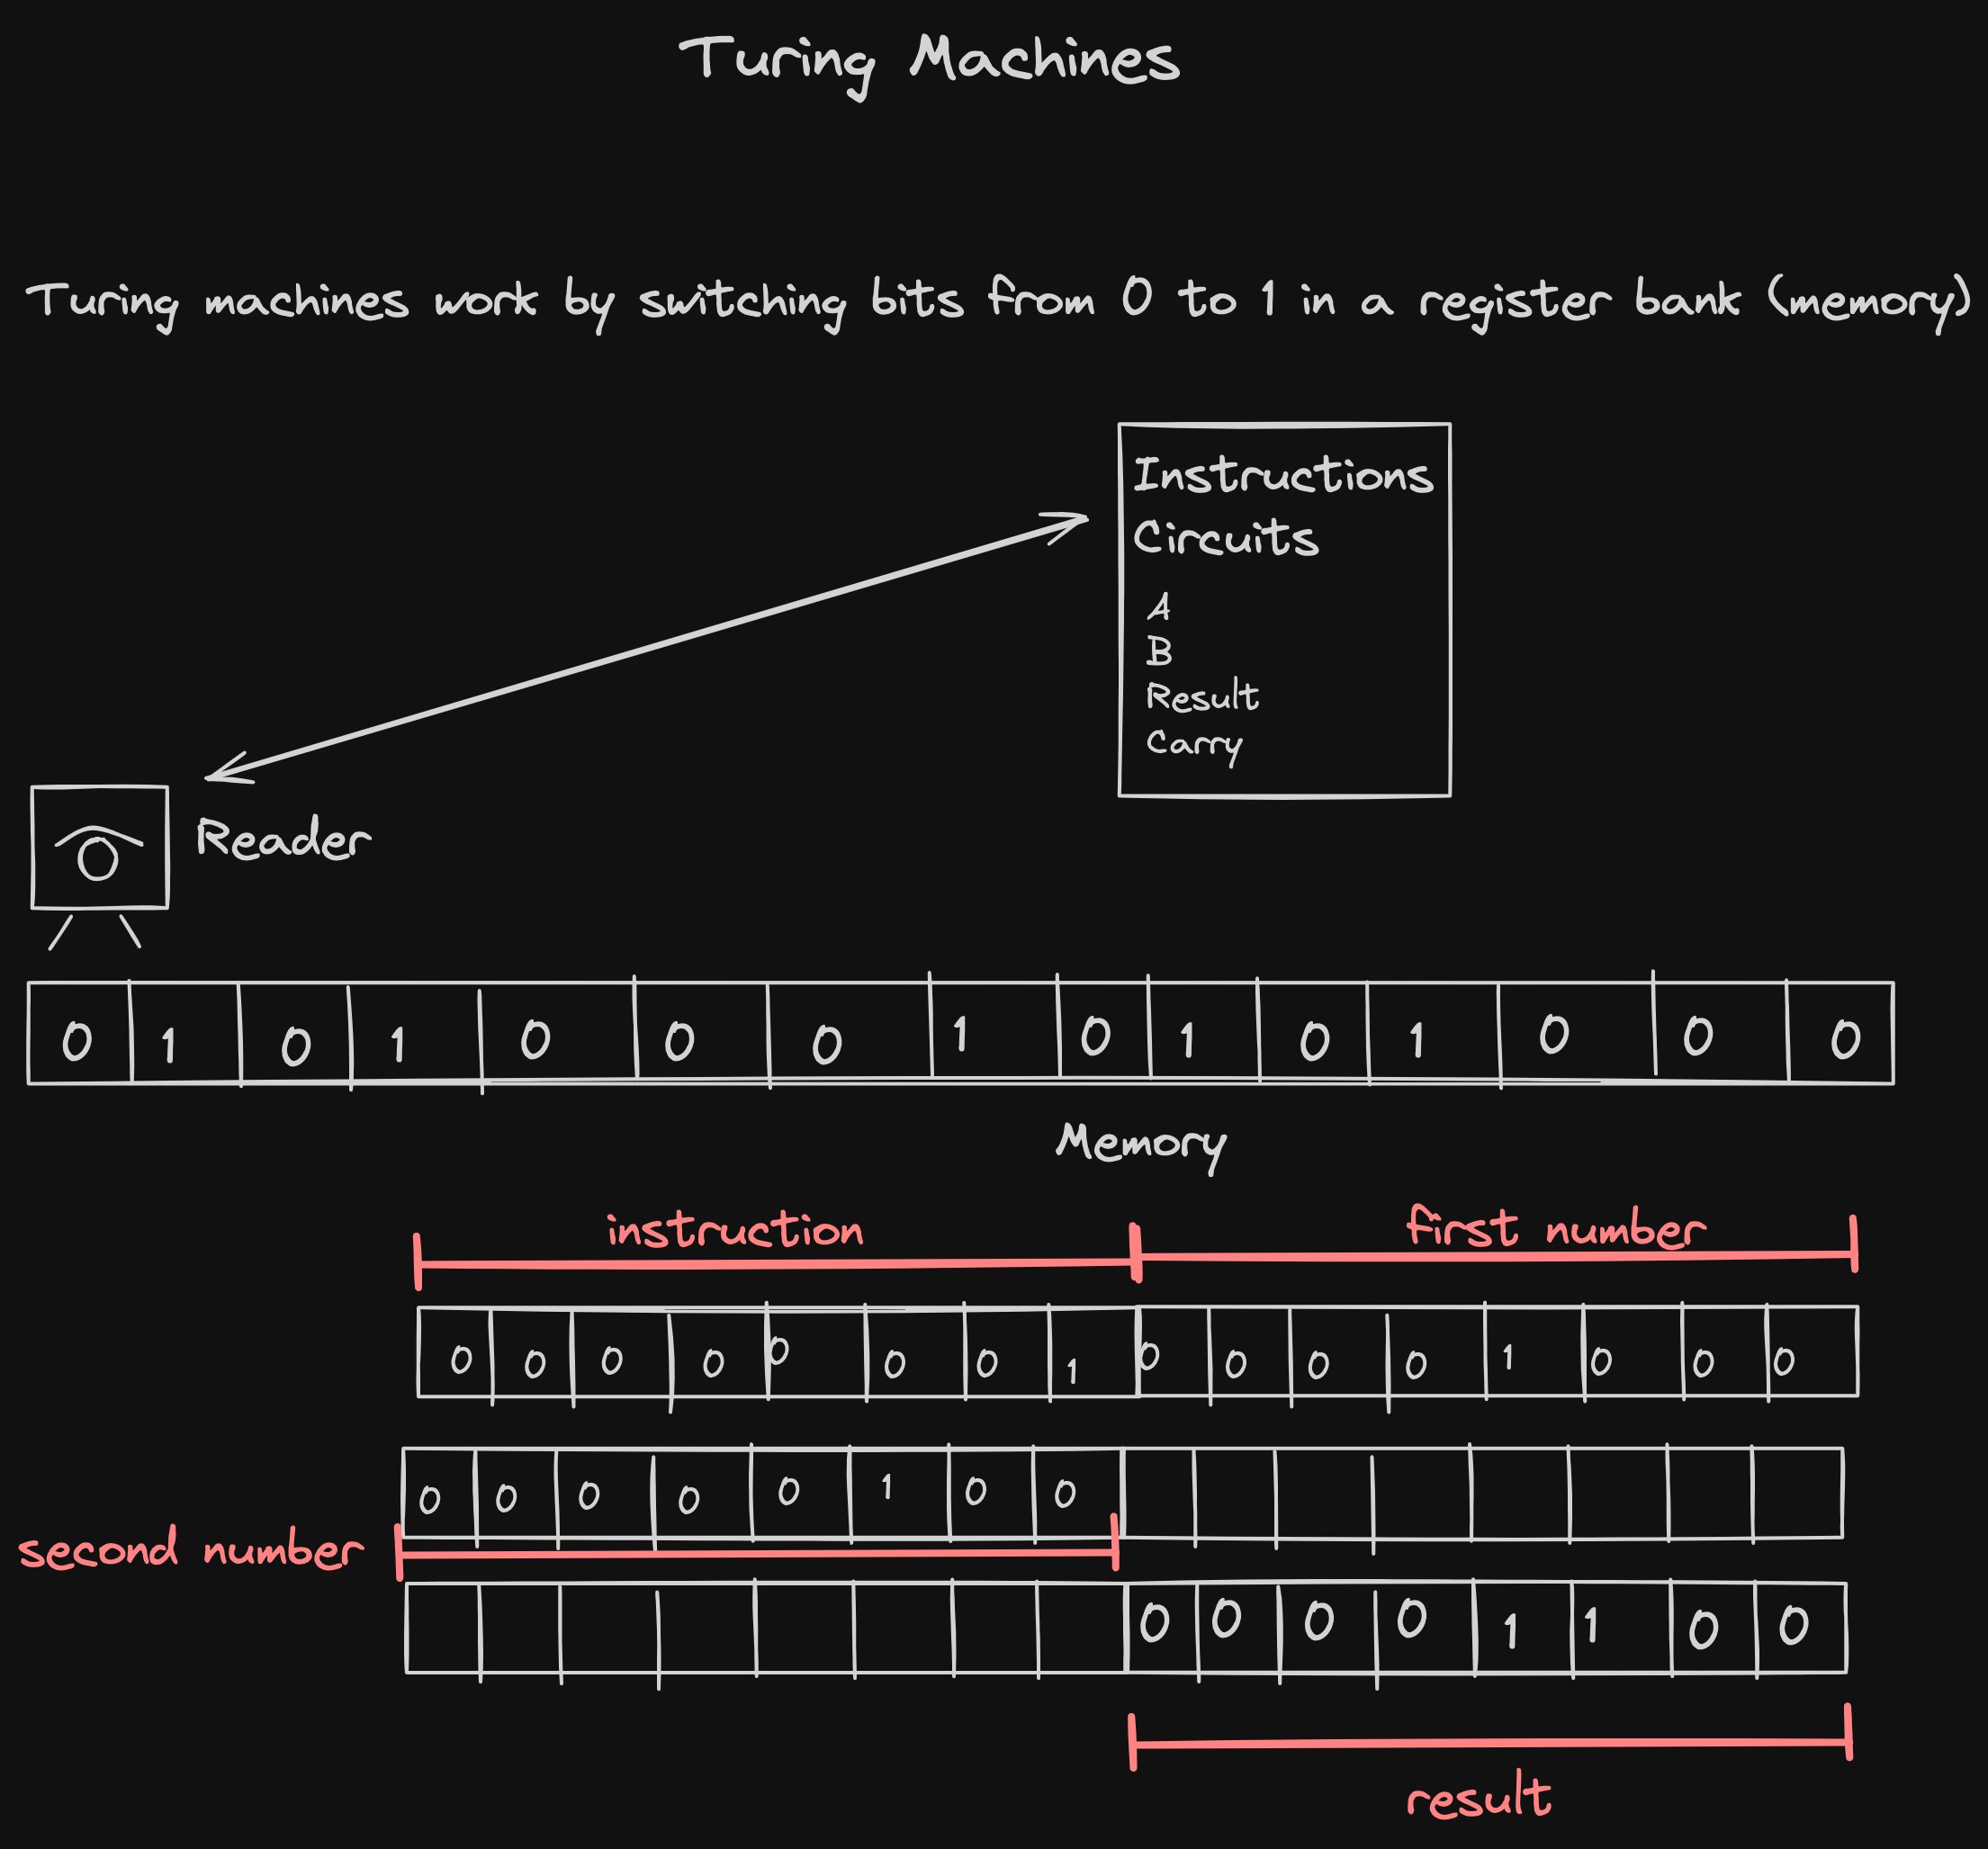 Turing Machines
Turing machines work by switching bits from 0 to 1 in a register bank (memory)
Instructions
Circuits
A
B
Result
Carry
Reader
0 1 0 1 0 0 0 1 0 1 0 1 0 0 0
Memory
instruction first number
0 0 0 0 0 0 0 1 0 0 0 0 1 0 0 0
0 0 0 0 0 1 0 0
second number
0 0 0 0 1 1 0 0
result